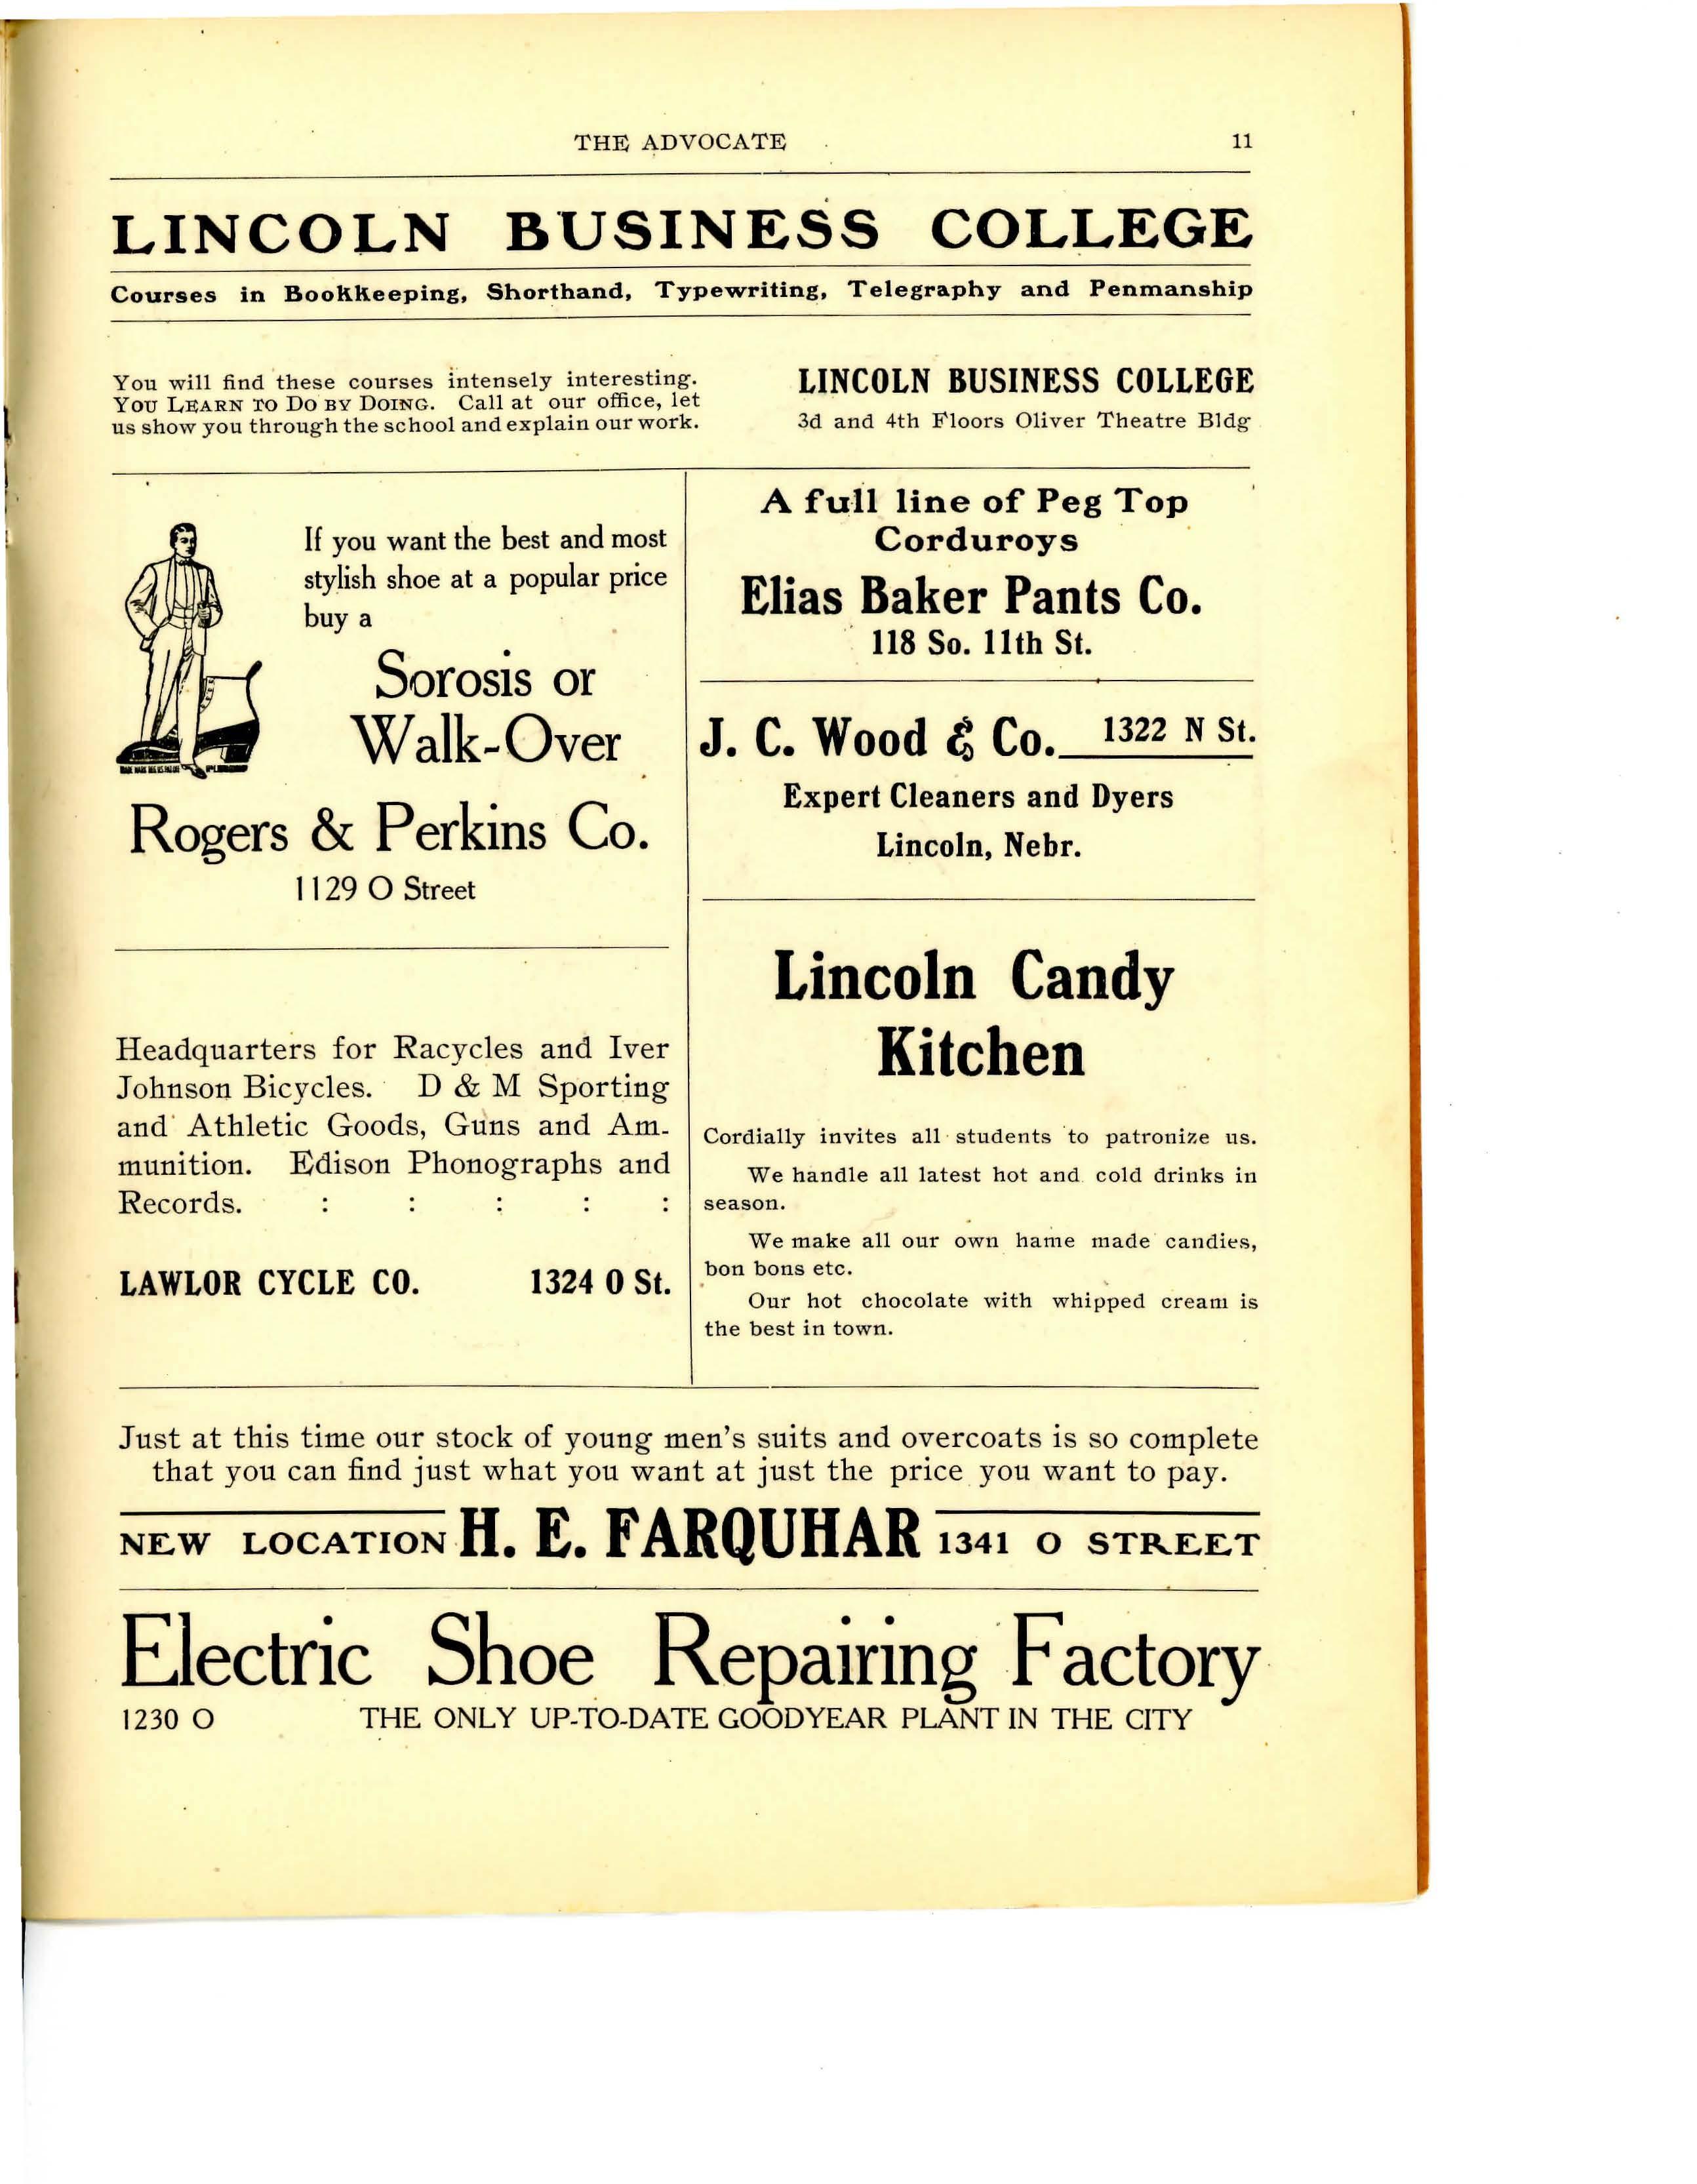 THE ADVOCATE 11
LINCOLN BUSINESS COLLEGE
Courses in Bookkeeping, Shorthand, Typewriting, Telegraphy and Penmanship
You will find these courses intensely interesting.
YOU LEARN TO DO BY DOING. Call at our office, let
us show you through the school and explain our work.
LINCOLN BUSINESS COLLEGE
3d and 4th Floors Oliver Theatre Bldg
If you want the best and most
stylish shoe at a popular price
buy a
Sorosis or
Walk-Over
Rogers & Perkins Co.
1129 O Street
Headquarters for Racycles and Iver
Johnson Bicycles. D & M Sporting
and Athletic Goods, Guns and Am-
munition. Edison Phonographs and
Records. : : : : :
LAWLOR CYCLE CO. 1324 O St.
A full line of Peg Top
Corduroys
Elias Baker Pants Co.
118 So. 11th St.
J. C. Wood & Co. 1322 N St.
Expert Cleaners and Dyers
Lincoln, Nebr.
Lincoln Candy
Kitchen
Cordially invites all students to patronize us.
We handle all latest hot and cold drinks in
season.
We make all our own hame made candies,
bon bons etc.
Our hot chocolate with whipped cream is
the best in town.
Just at this time our stock of young men's suits and overcoats is so complete
that you can find just what you want at just the price you want to pay.
NEW LOCATION H. E. FARQUHAR 1341 O STREET
Electric Shoe Repairing Factory
1230 O THE ONLY UP-TO-DATE GOODYEAR PLANT IN THE CITY